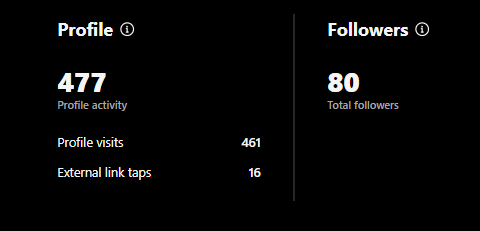 Profile
477
Profile activity
Profile visits 461
External link taps 16
Followers
80
Total followers